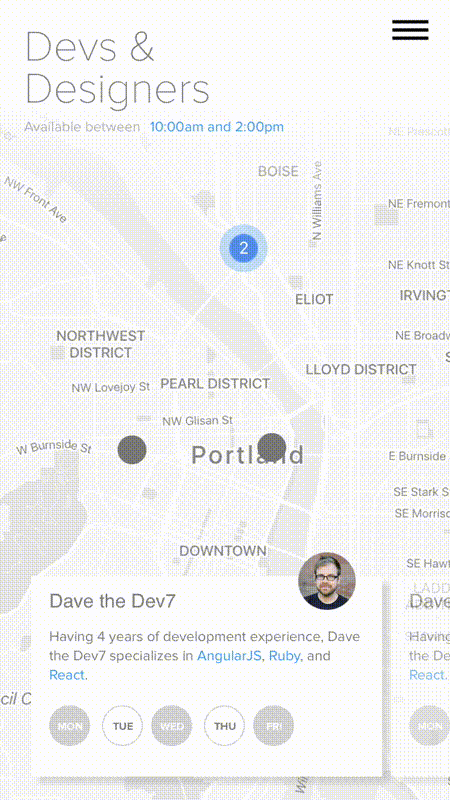 Devs &
Designers
Available between 10:00am and 2:00pm
NE Prescott
BOISE
NW Front Ave
N Williams Ave
NE Fremont
2
NE Knott St
ELIOT
NORTHWEST
DISTRICT
NE Broadw
LLOYD DISTRICT
NW Lovejoy St
PEARL DISTRICT
NW Glisan St
W Burnside St
Portland
E Burnside
SE Stark S
SE Morriso
DOWNTOWN
SE Hawt
Dave the Dev7
Having 4 years of development experience, Dave
the Dev7 specializes in AngularJS, Ruby, and
React.
MON TUE WED THU FRI
Dave
Having
the De
React.
MON
cil C